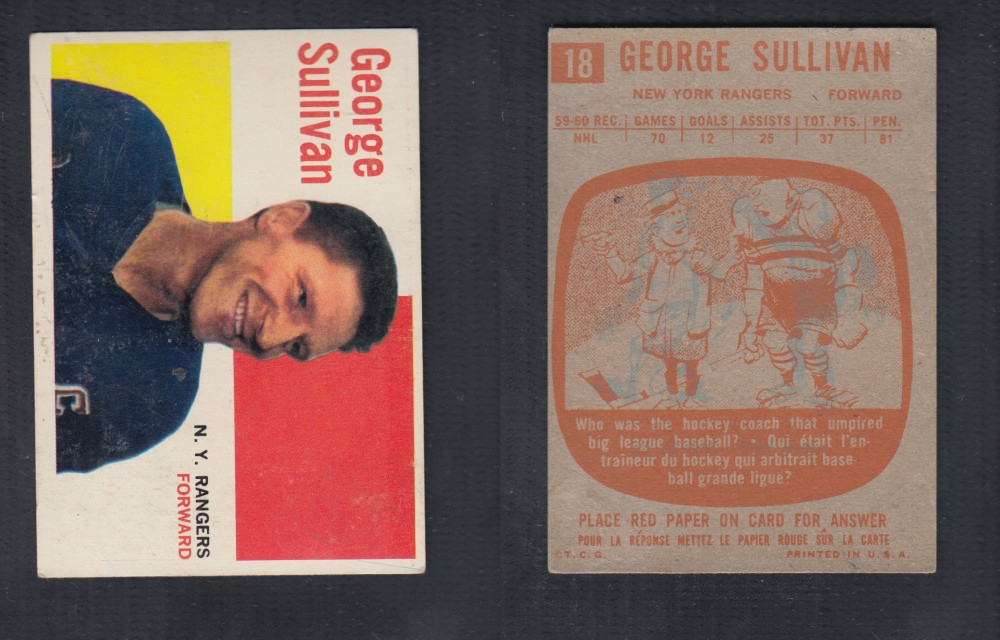 George
Sullivan
N. Y. RANGERS
FORWARD
18 GEORGE SULLIVAN
NEW YORK RANGERS FORWARD
59-60 REC. GAMES GOALS ASSISTS TOT. PTS. PEN.
NHL 70 12 25 37 81
Who was the hockey coach that umpired
big league baseball? • Qui était l'en-
traîneur du hockey qui arbitrait base-
ball grande ligue?
PLACE RED PAPER ON CARD FOR ANSWER
POUR LA RÉPONSE METTEZ LE PAPIER ROUGE SÛR LA CARTE
©T. C. G. PRINTED IN U. S. A.